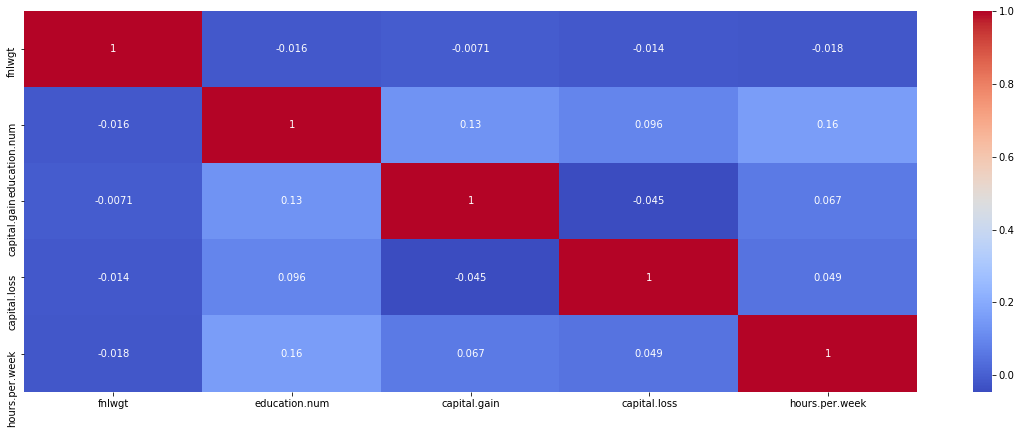 fnlwgt 1 -0.016 -0.0071 -0.014 -0.018
education.num -0.016 1 0.13 0.096 0.16
capital.gain -0.0071 0.13 1 -0.045 0.067
capital.loss -0.014 0.096 -0.045 1 0.049
hours.per.week -0.018 0.16 0.067 0.049 1
fnlwgt education.num capital.gain capital.loss hours.per.week
1.0
0.8
0.6
0.4
0.2
0.0